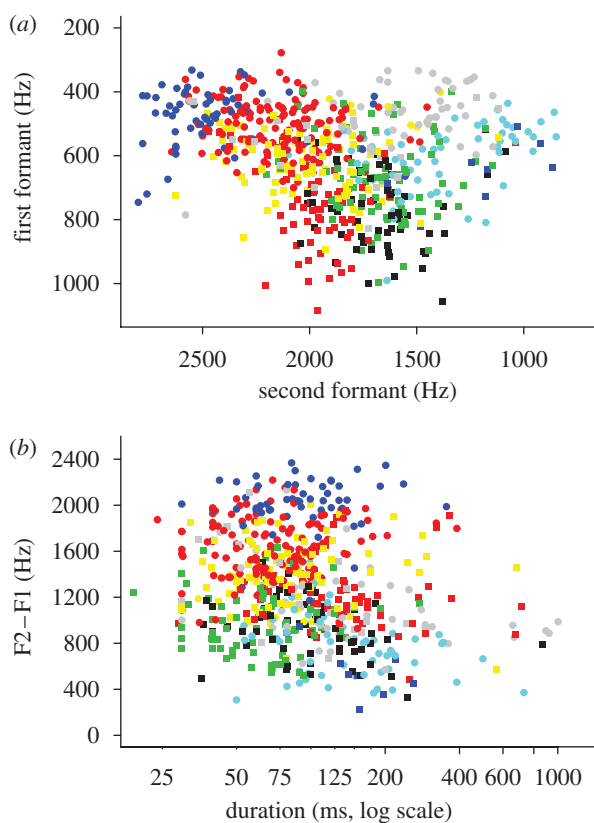 (a)
200
400
600
800
1000
first formant (Hz)
2500 2000 1500 1000
second formant (Hz)
(b)
2400
2000
1600
1200
800
400
0
F2–F1 (Hz)
25 50 75 125 200 400 600 1000
duration (ms, log scale)